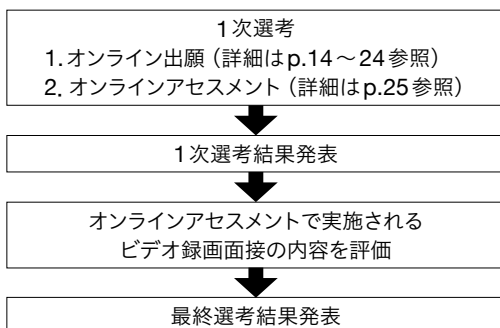 1次選考
1.オンライン出願（詳細はp.14～24参照）
2．オンラインアセスメント（詳細はp.25参照）
1次選考結果発表
オンラインアセスメントで実施される
ビデオ録画面接の内容を評価
最終選考結果発表